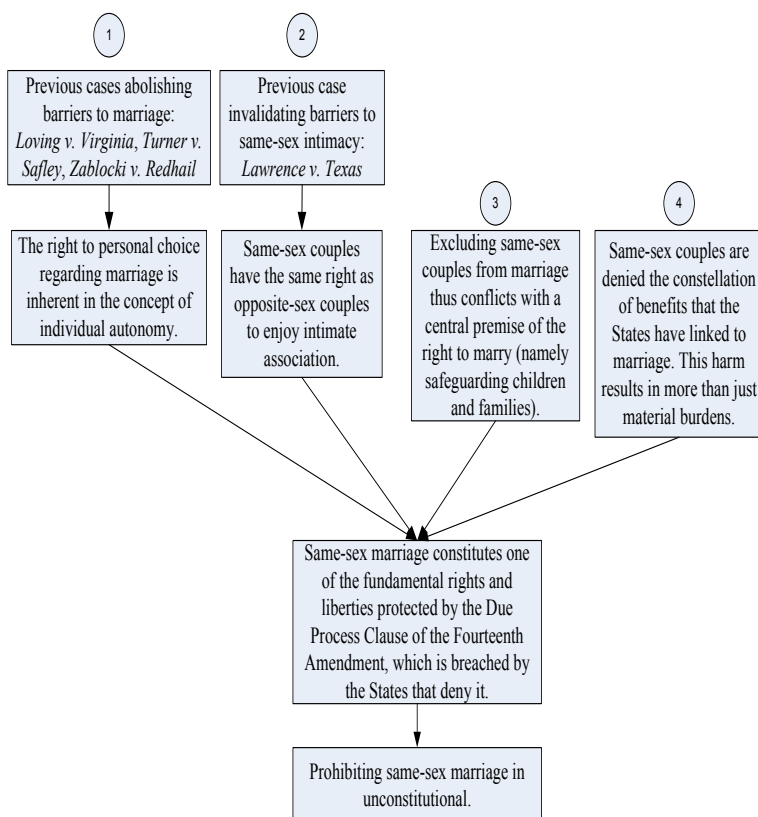 1
Previous cases abolishing
barriers to marriage:
Loving v. Virginia, Turner v.
Safley, Zablocki v. Redhail
The right to personal choice
regarding marriage is
inherent in the concept of
individual autonomy.
2
Previous case
invalidating barriers to
same-sex intimacy:
Lawrence v. Texas
Same-sex couples
have the same right as
opposite-sex couples
to enjoy intimate
association.
3
Excluding same-sex
couples from marriage
thus conflicts with a
central premise of the
right to marry (namely
safeguarding children
and families).
4
Same-sex couples are
denied the constellation
of benefits that the
States have linked to
marriage. This harm
results in more than just
material burdens.
Same-sex marriage constitutes one
of the fundamental rights and
liberties protected by the Due
Process Clause of the Fourteenth
Amendment, which is breached by
the States that deny it.
Prohibiting same-sex marriage in
unconstitutional.